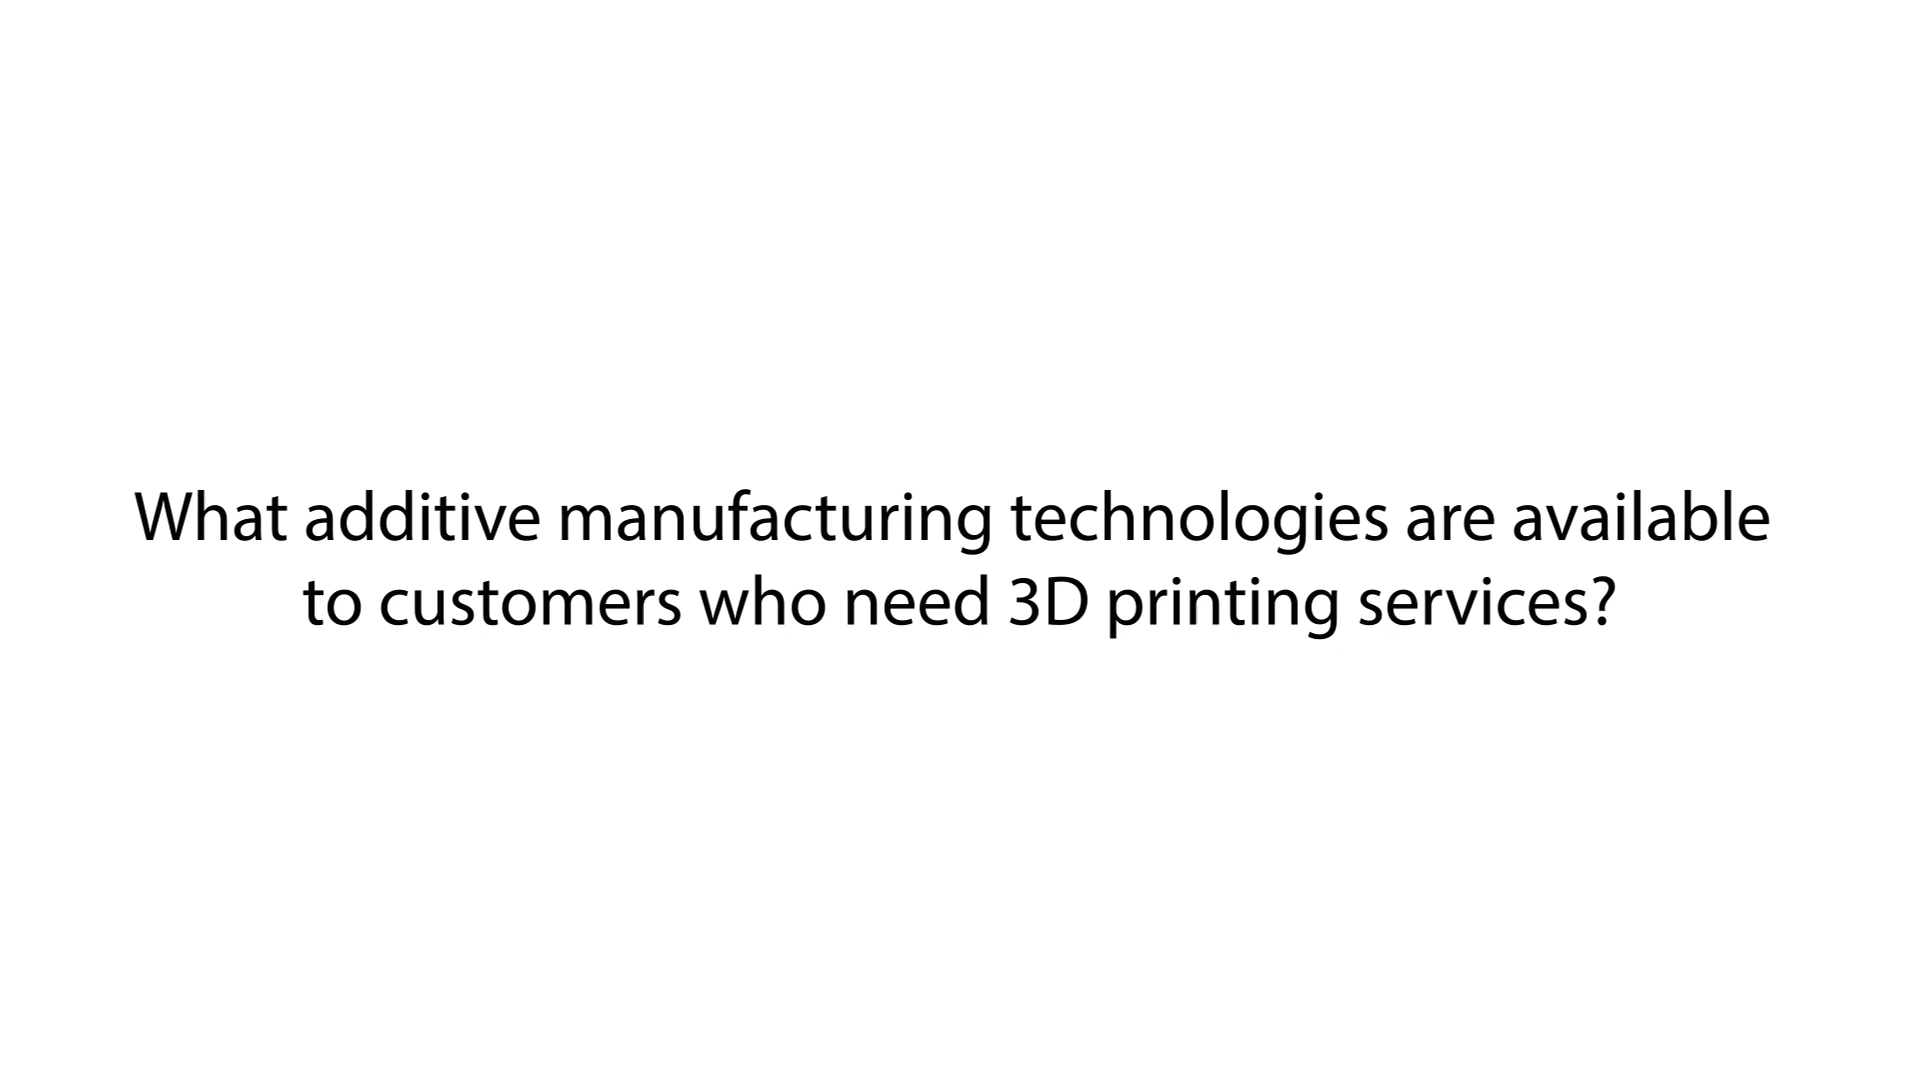 What additive manufacturing technologies are available
to customers who need 3D printing services?